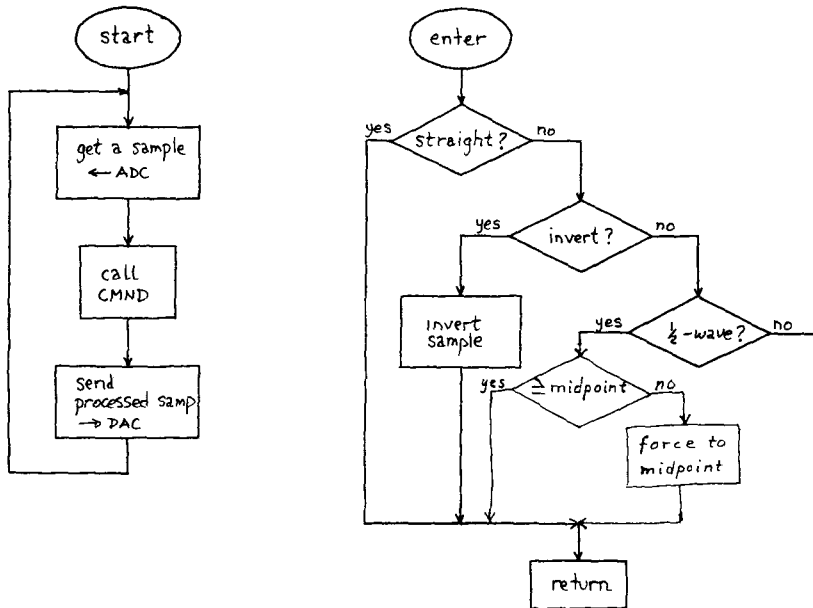 start
get a sample
← ADC
call
CMND
send
processed samp
→ DAC
enter
yes
straight?
no
yes
invert?
no
invert
sample
yes
½-wave?
no
yes
≥ midpoint
no
force to
midpoint
return